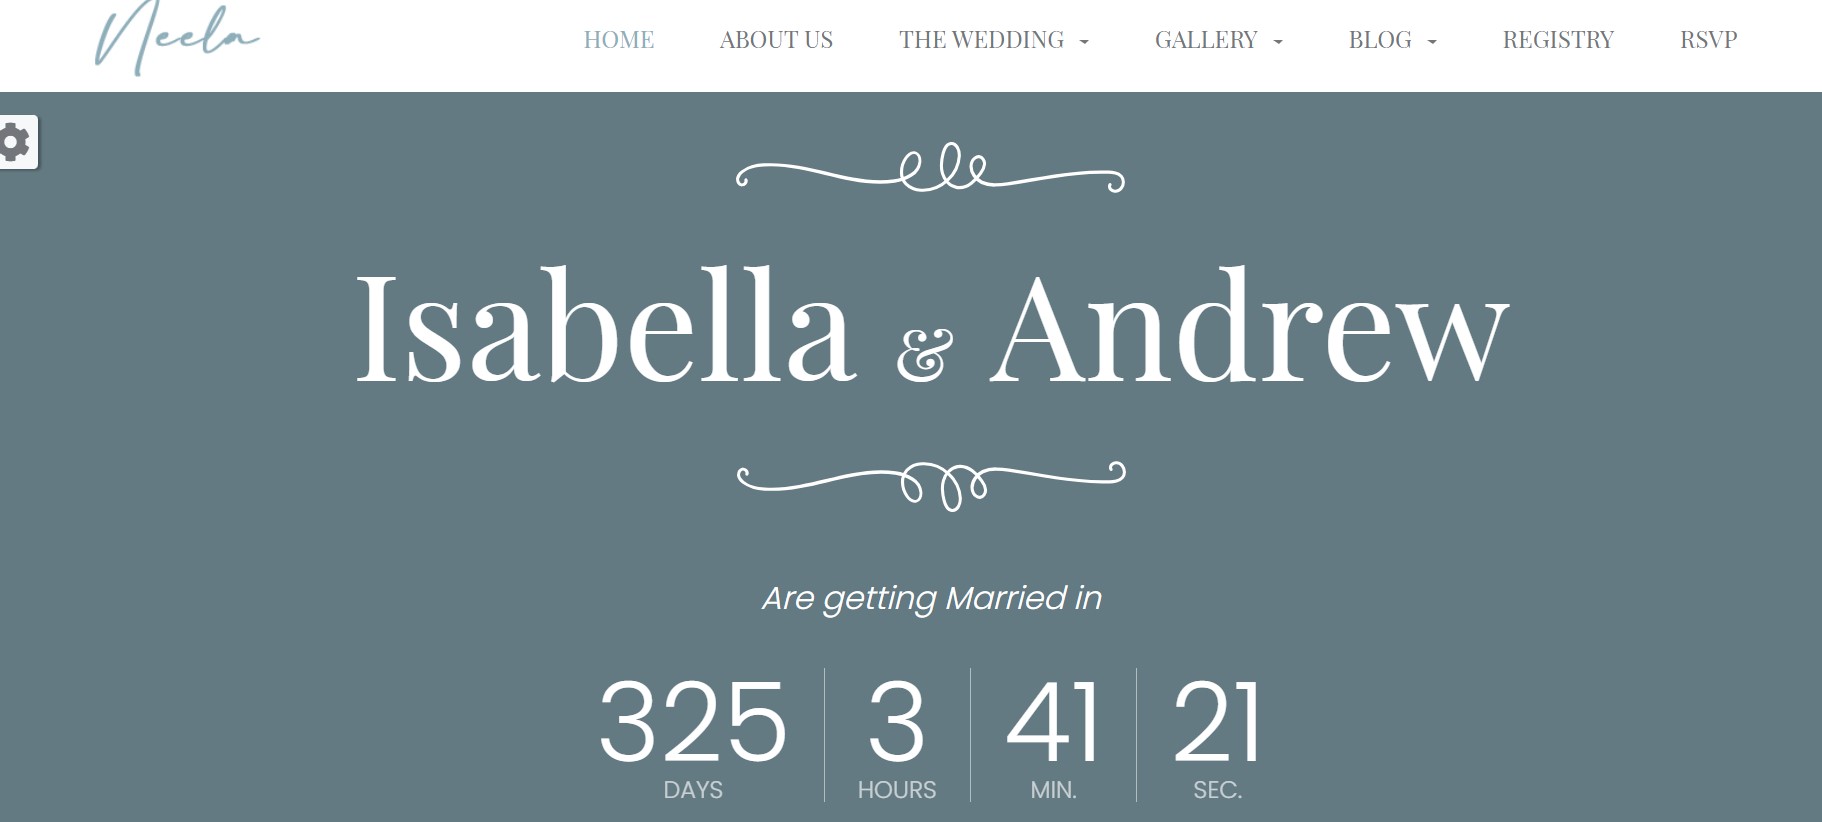 Neela HOME ABOUT US THE WEDDING GALLERY BLOG REGISTRY RSVP
Isabella & Andrew
Are getting Married in
325 3 41 21
DAYS HOURS MIN. SEC.